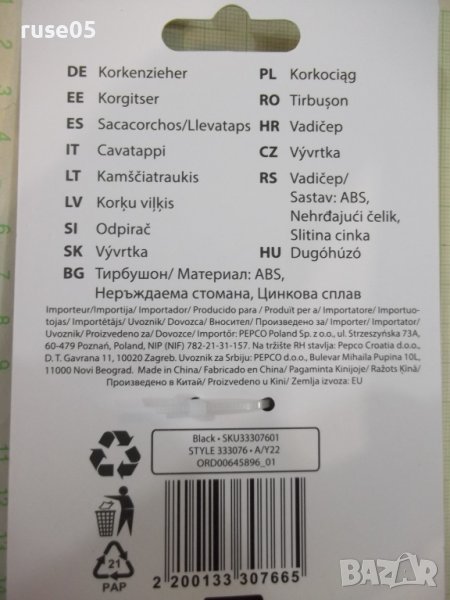 ruse05
DE Korkenzieher
EE Korgitser
ES Sacacorchos/Llevataps
IT Cavatappi
LT Kamščiatraukis
LV Korķu viļķis
SI Odpirač
SK Vývrtka
PL Korkociąg
RO Tirbușon
HR Vadičep
CZ Vývrtka
RS Vadičep/
Sastav: ABS,
Nehrđajući čelik,
Slitina cinka
HU Dugóhúzó
BG Тирбушон/ Материал: ABS,
Неръждаема стомана, Цинкова сплав
Importeur/Importija/ Importador/ Producido para / Produït per a/ Importatore/ Importuo-
tojas/ Importētājs/ Uvoznik/ Dovozca/ Вносител/ Произведено за/ Importer/ Importator/
Uvoznik/ Proizvedeno za/ Dovozce/ Importőr: PEPCO Poland Sp. z o.o., ul. Strzeszyńska 73A,
60-479 Poznań, Poland, NIP (NIF) 782-21-31-157. Na tržište RH stavlja: Pepco Croatia d.o.o.,
D. T. Gavrana 11, 10020 Zagreb. Uvoznik za Srbiju: PEPCO d.o.o., Bulevar Mihaila Pupina 10L,
11000 Novi Beograd. Made in China/ Fabricado en China/ Pagaminta Kinijoje/ Ražots Ķīnā/
Произведено в Китай/ Proizvedeno u Kini/ Zemlja izvoza: EU
Black • SKU33307601
STYLE 333076 • A/Y22
ORD00645896_01
21
PAP
2 200133 307665
BAZAR